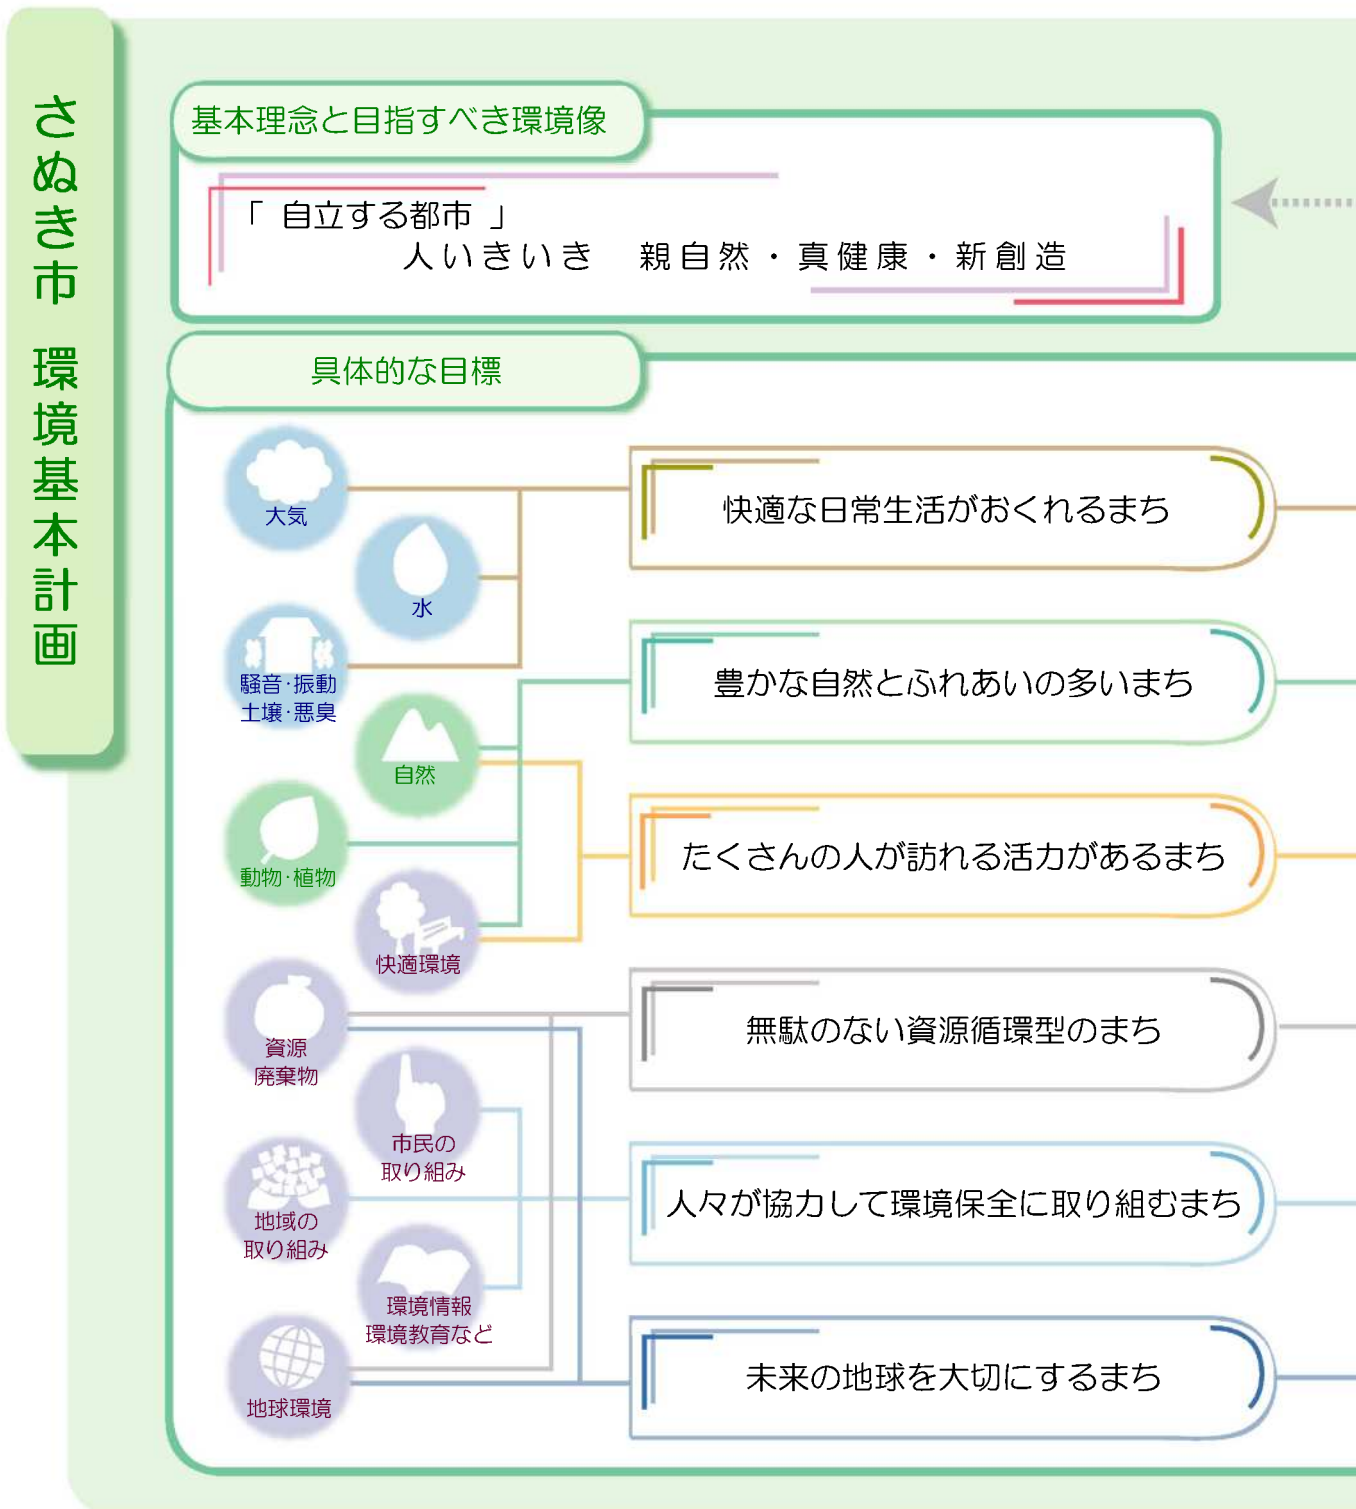 さぬき市 環境基本計画
基本理念と目指すべき環境像
「 自立する都市 」
人いきいき 親自然・真健康・新創造
具体的な目標
大気
水
騒音・振動
土壌・悪臭
自然
動物・植物
快適環境
資源
廃棄物
市民の
取り組み
地域の
取り組み
環境情報
環境教育など
地球環境
快適な日常生活がおくれるまち
豊かな自然とふれあいの多いまち
たくさんの人が訪れる活力があるまち
無駄のない資源循環型のまち
人々が協力して環境保全に取り組むまち
未来の地球を大切にするまち